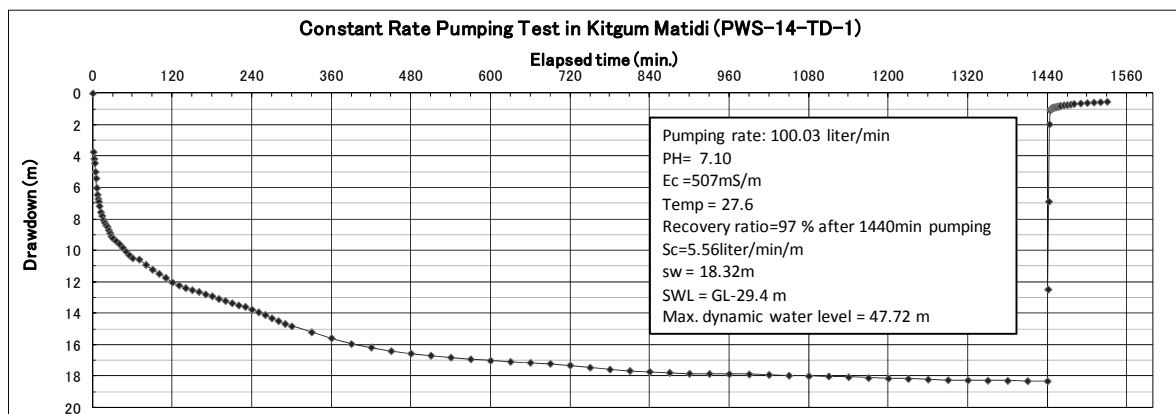 Constant Rate Pumping Test in Kitgum Matidi (PWS-14-TD-1)
Elapsed time (min.)
0 120 240 360 480 600 720 840 960 1080 1200 1320 1440 1560
Drawdown (m)
0
2
4
6
8
10
12
14
16
18
20
Pumping rate: 100.03 liter/min
PH= 7.10
Ec =507mS/m
Temp = 27.6
Recovery ratio=97 % after 1440min pumping
Sc=5.56liter/min/m
sw = 18.32m
SWL = GL-29.4 m
Max. dynamic water level = 47.72 m